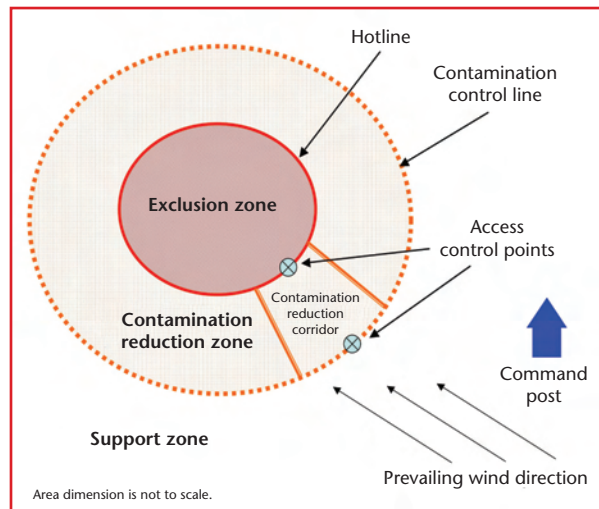 Hotline
Contamination
control line
Exclusion zone
Access
control points
Contamination
reduction
corridor
Contamination
reduction zone
Command
post
Support zone
Prevailing wind direction
Area dimension is not to scale.